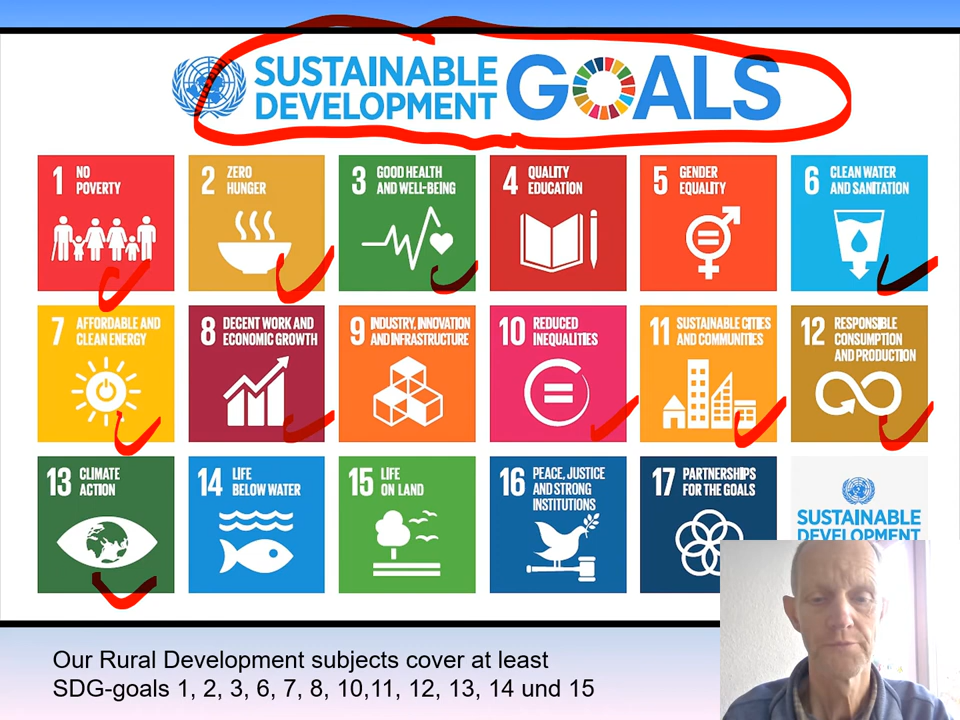 SUSTAINABLE
DEVELOPMENT GOALS
1 NO
POVERTY
2 ZERO
HUNGER
3 GOOD HEALTH
AND WELL-BEING
4 QUALITY
EDUCATION
5 GENDER
EQUALITY
6 CLEAN WATER
AND SANITATION
7 AFFORDABLE AND
CLEAN ENERGY
8 DECENT WORK AND
ECONOMIC GROWTH
9 INDUSTRY, INNOVATION
AND INFRASTRUCTURE
10 REDUCED
INEQUALITIES
11 SUSTAINABLE CITIES
AND COMMUNITIES
12 RESPONSIBLE
CONSUMPTION
AND PRODUCTION
13 CLIMATE
ACTION
14 LIFE
BELOW WATER
15 LIFE
ON LAND
16 PEACE, JUSTICE
AND STRONG
INSTITUTIONS
17 PARTNERSHIPS
FOR THE GOALS
SUSTAINABLE
DEVELOPMENT
Our Rural Development subjects cover at least
SDG-goals 1, 2, 3, 6, 7, 8, 10,11, 12, 13, 14 und 15